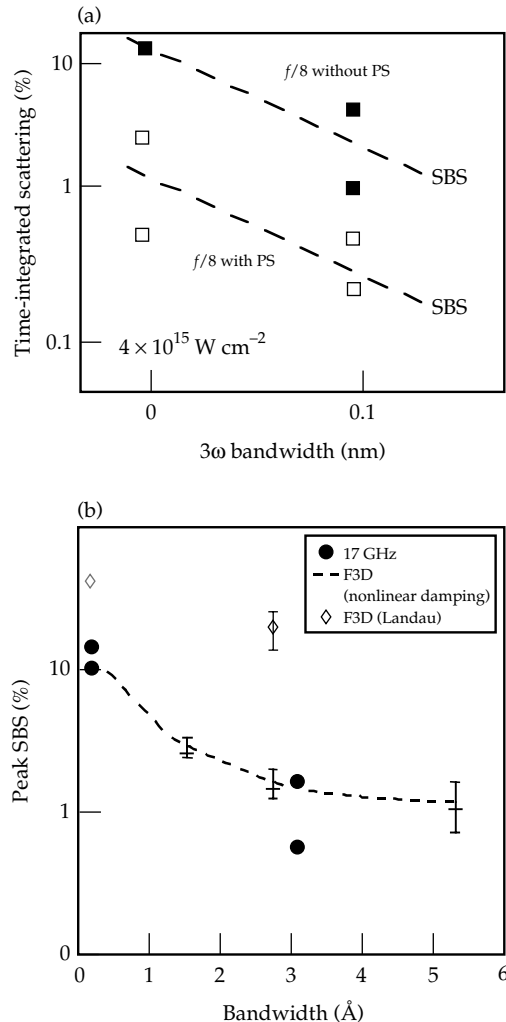 (a)
10
1
0.1
Time-integrated scattering (%)
f/8 without PS
SBS
f/8 with PS
SBS
4 × 10¹⁵ W cm⁻²
0
0.1
3ω bandwidth (nm)
(b)
17 GHz
F3D
(nonlinear damping)
F3D (Landau)
10
1
0
Peak SBS (%)
0
1
2
3
4
5
6
Bandwidth (Å)